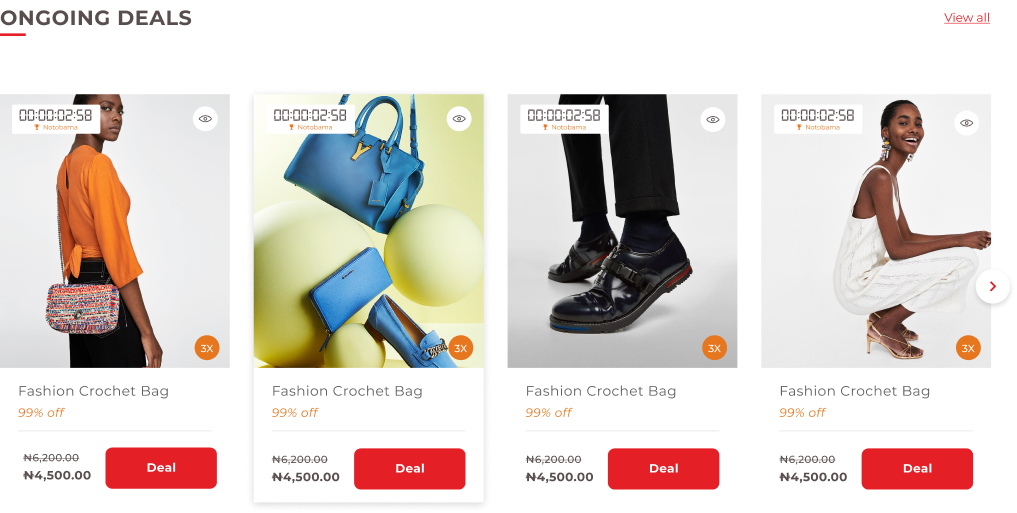 ONGOING DEALS
View all
00:00:02:58
Notobama
3X
Fashion Crochet Bag
99% off
₦6,200.00
₦4,500.00
Deal
00:00:02:58
Notobama
3X
Fashion Crochet Bag
99% off
₦6,200.00
₦4,500.00
Deal
00:00:02:58
Notobama
3X
Fashion Crochet Bag
99% off
₦6,200.00
₦4,500.00
Deal
00:00:02:58
Notobama
3X
Fashion Crochet Bag
99% off
₦6,200.00
₦4,500.00
Deal